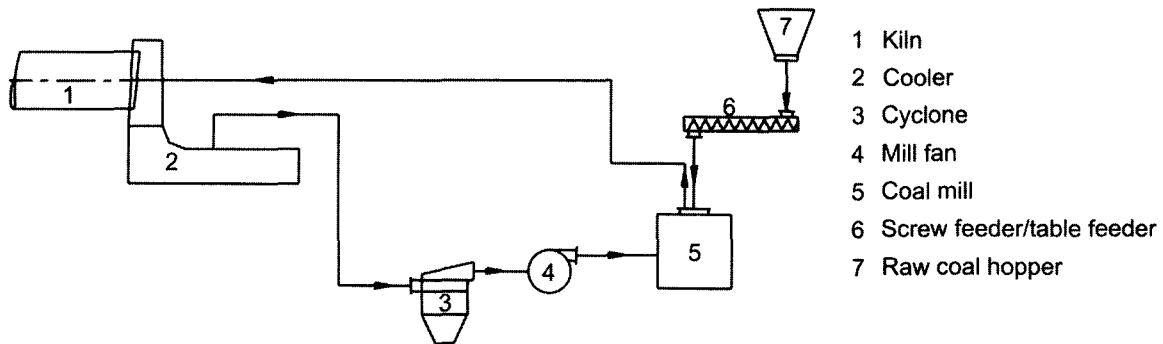 7
1 Kiln
6
2 Cooler
1
3 Cyclone
2
4 Mill fan
5 Coal mill
5
6 Screw feeder/table feeder
4
7 Raw coal hopper
3